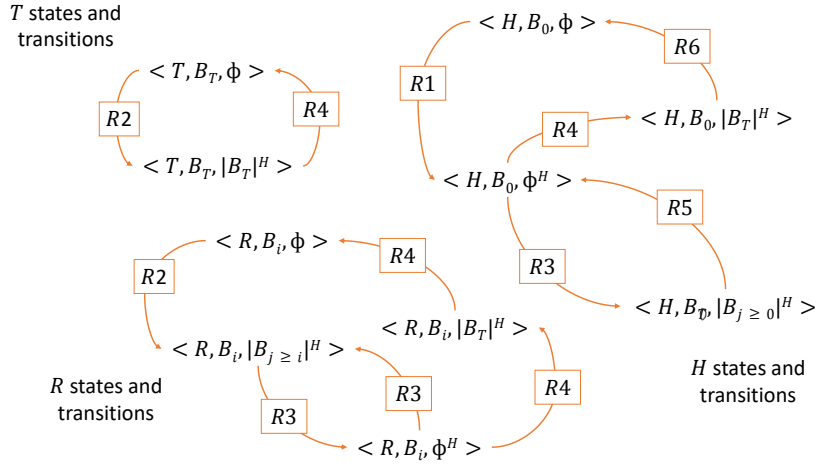 T states and
transitions
< T, B_T, ϕ >
R2
R4
< T, B_T, |B_T|^H >
< H, B_0, ϕ >
R1
R6
R4
< H, B_0, |B_T|^H >
< H, B_0, ϕ^H >
R5
R3
< H, B_0, |B_{j ≥ 0}|^H >
H states and
transitions
< R, B_i, ϕ >
R2
R4
< R, B_i, |B_T|^H >
< R, B_i, |B_{j ≥ i}|^H >
R3
R3
R4
< R, B_i, ϕ^H >
R states and
transitions